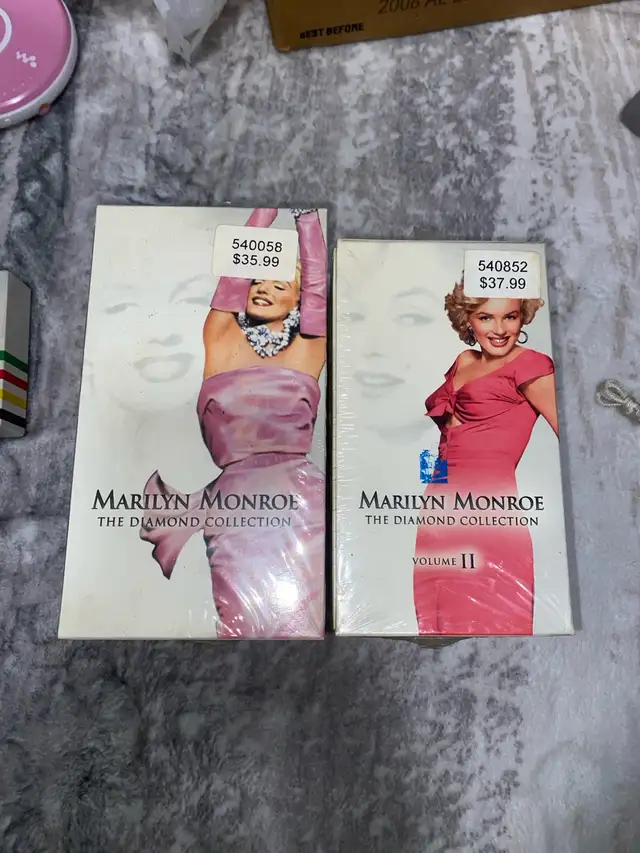 BEST BEFORE
540058
$35.99
MARILYN MONROE
THE DIAMOND COLLECTION
540852
$37.99
MARILYN MONROE
THE DIAMOND COLLECTION
VOLUME II